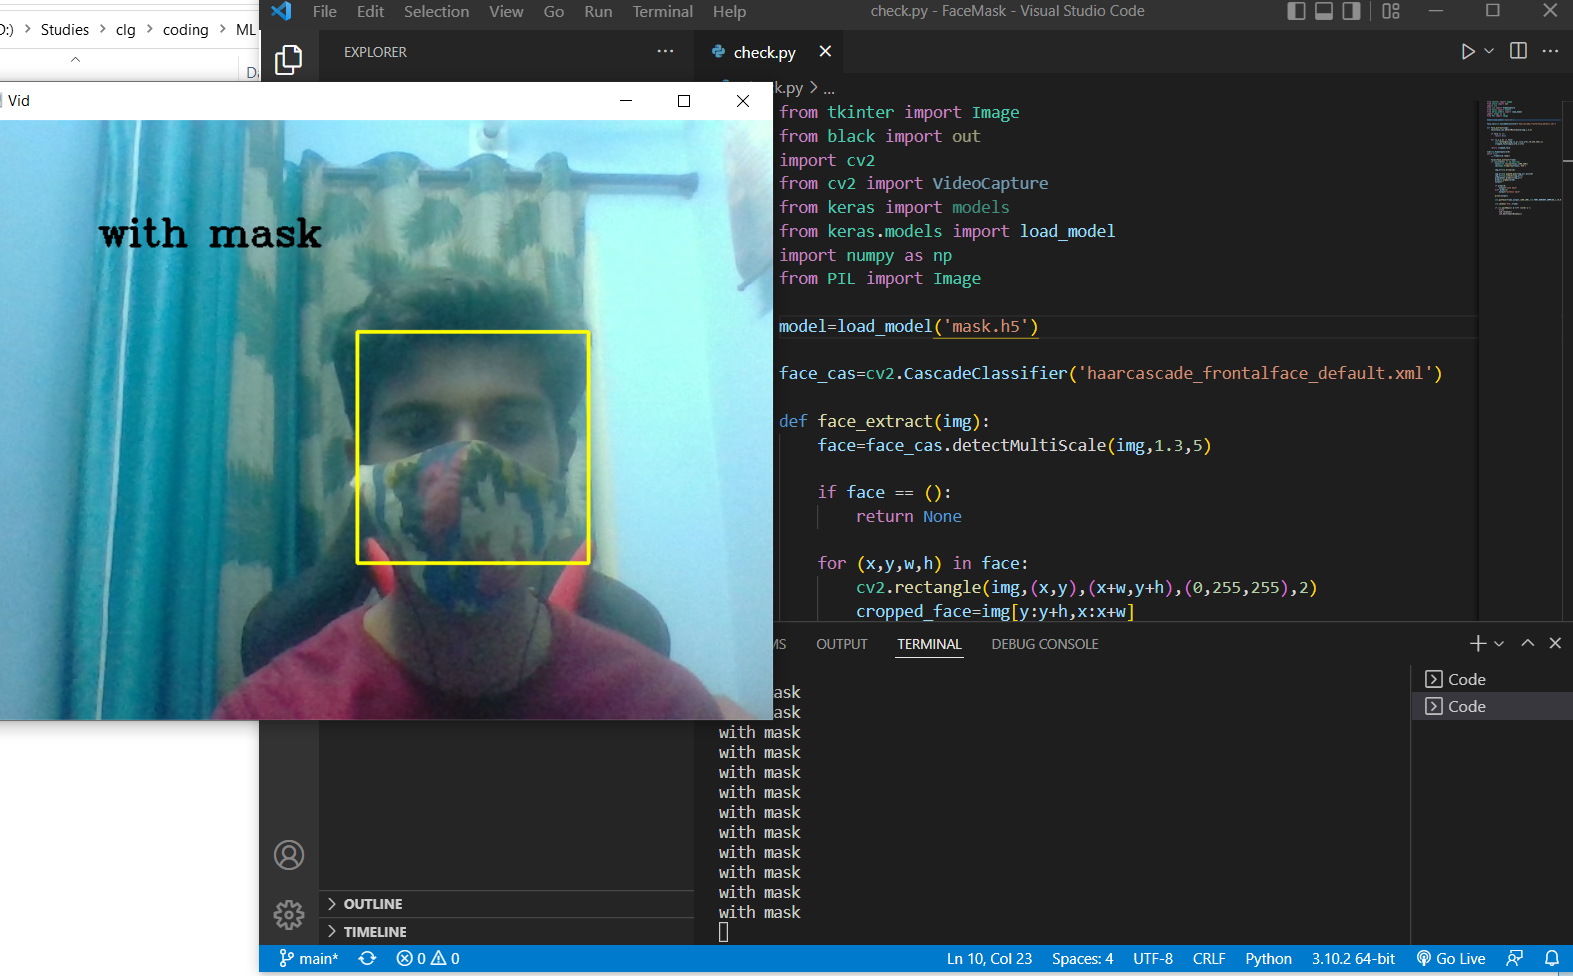 File Edit Selection View Go Run Terminal Help
check.py - FaceMask - Visual Studio Code
Studies > clg > coding > ML
EXPLORER
check.py
k.py > ...
Vid
with mask
from tkinter import Image
from black import out
import cv2
from cv2 import VideoCapture
from keras import models
from keras.models import load_model
import numpy as np
from PIL import Image
model=load_model('mask.h5')
face_cas=cv2.CascadeClassifier('haarcascade_frontalface_default.xml')
def face_extract(img):
face=face_cas.detectMultiScale(img,1.3,5)
if face == ():
return None
for (x,y,w,h) in face:
cv2.rectangle(img,(x,y),(x+w,y+h),(0,255,255),2)
cropped_face=img[y:y+h,x:x+w]
MS OUTPUT TERMINAL DEBUG CONSOLE
ask
ask
with mask
with mask
with mask
with mask
with mask
with mask
with mask
with mask
with mask
with mask
Code
Code
OUTLINE
TIMELINE
main* 0 0
Ln 10, Col 23 Spaces: 4 UTF-8 CRLF Python 3.10.2 64-bit Go Live